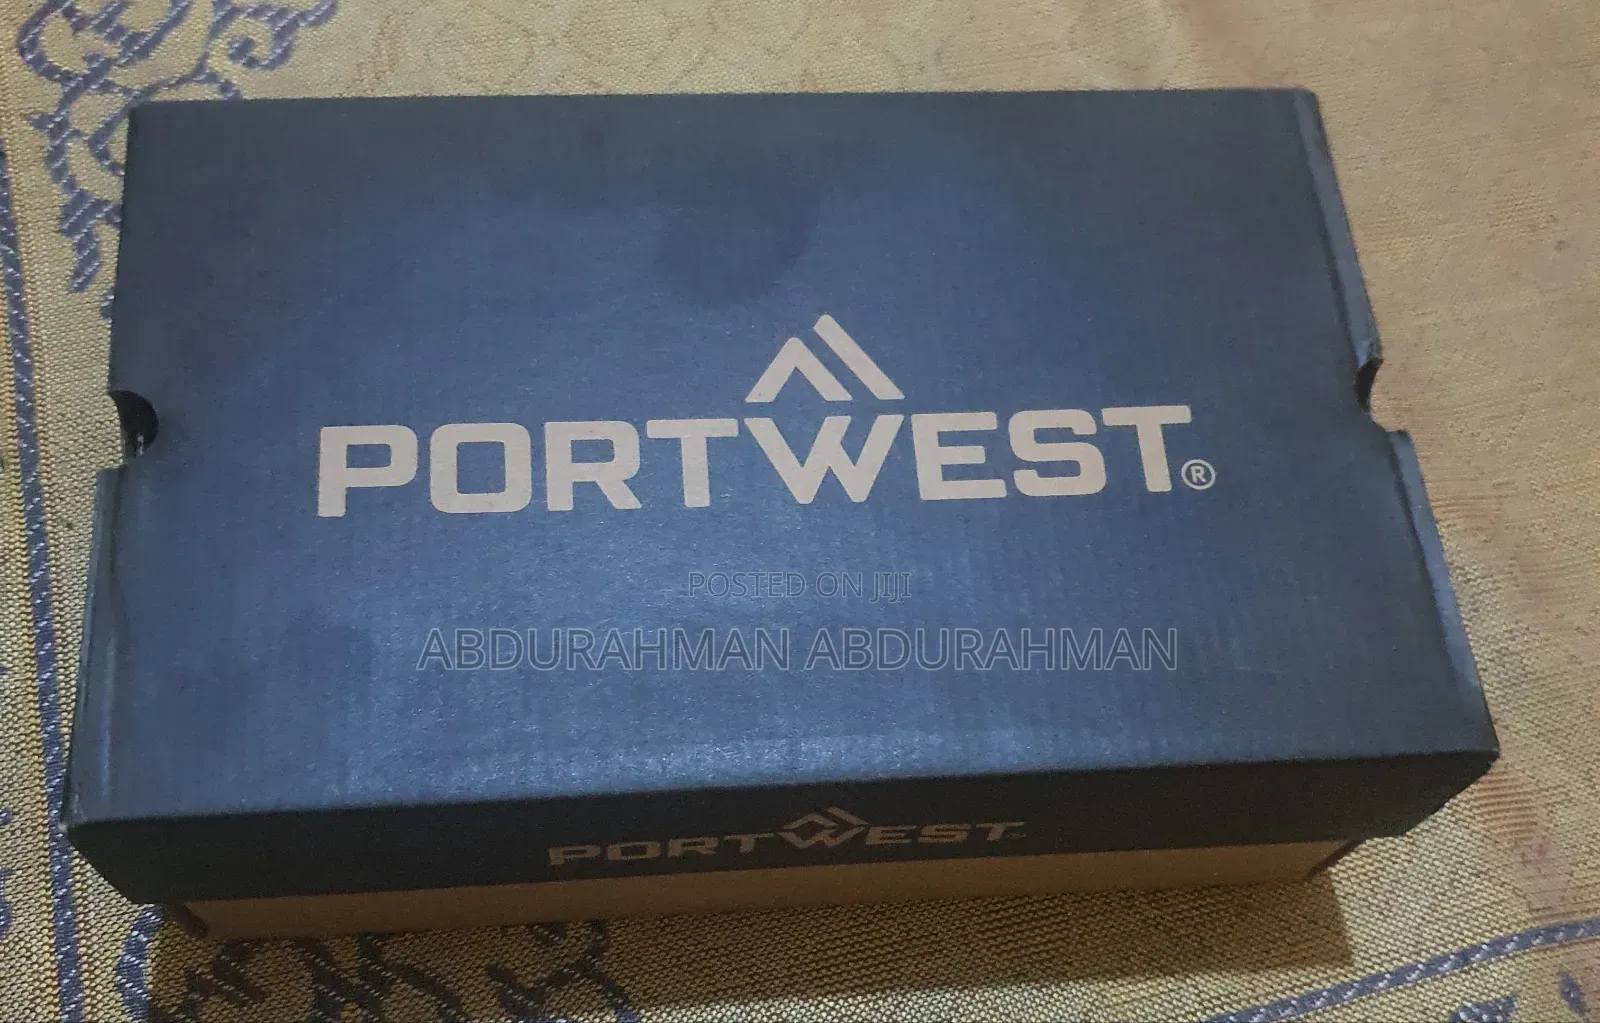 PORTWEST®
POSTED ON JIJI
ABDURAHMAN ABDURAHMAN
PORTWEST